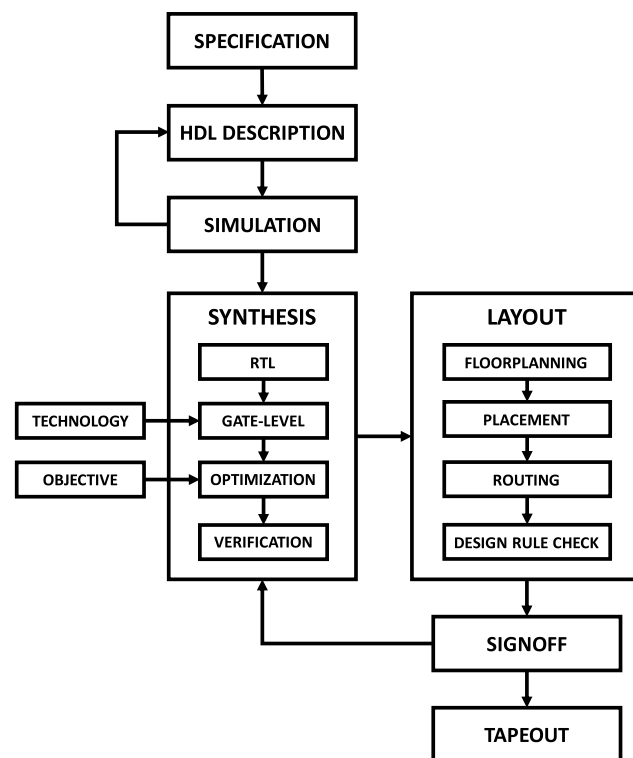 SPECIFICATION
HDL DESCRIPTION
SIMULATION
SYNTHESIS
RTL
TECHNOLOGY
GATE-LEVEL
OBJECTIVE
OPTIMIZATION
VERIFICATION
LAYOUT
FLOORPLANNING
PLACEMENT
ROUTING
DESIGN RULE CHECK
SIGNOFF
TAPEOUT